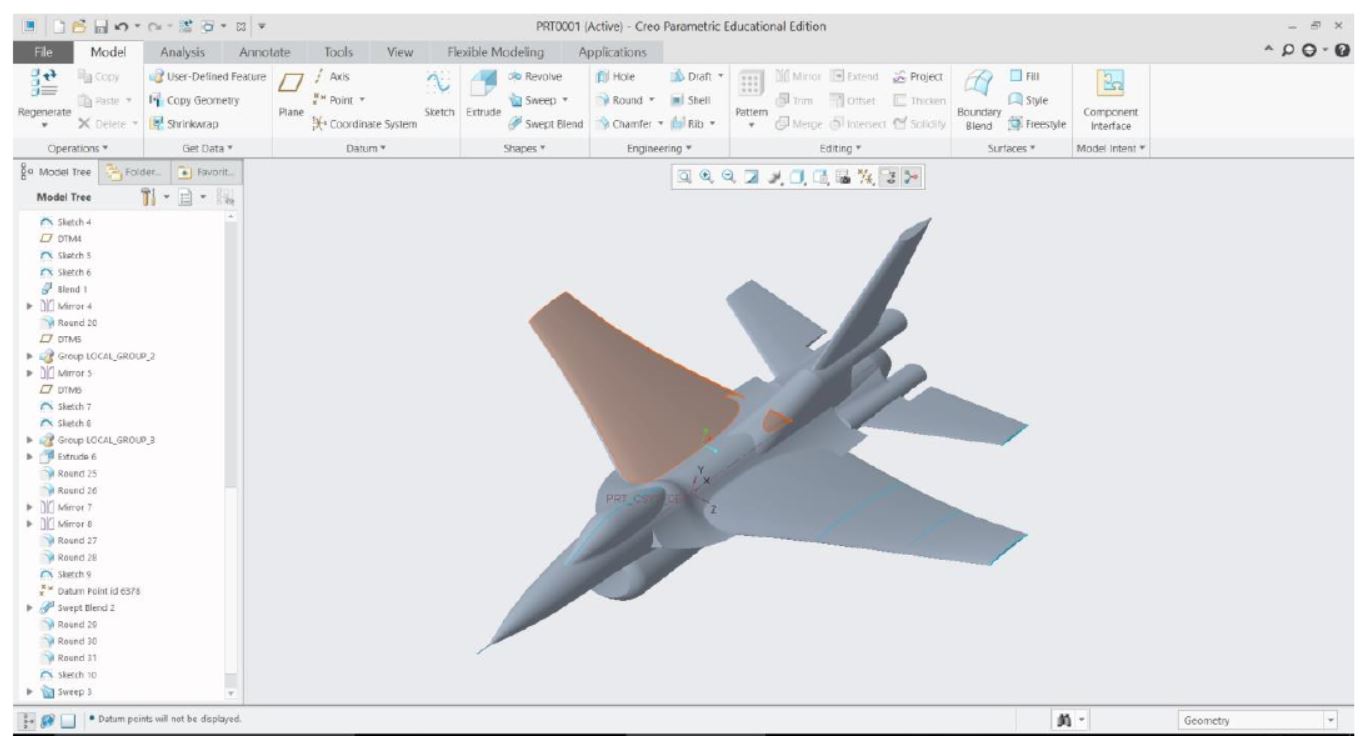 PRT0001 (Active) - Creo Parametric Educational Edition
File Model Analysis Annotate Tools View Flexible Modeling Applications
Regenerate
Copy
Paste
Delete
User-Defined Feature
Copy Geometry
Shrinkwrap
Plane
Axis
Point
Coordinate System
Sketch
Extrude
Revolve
Sweep
Swept Blend
Hole
Round
Chamfer
Draft
Shell
Rib
Pattern
Mirror
Extend
Project
Trim
Offset
Thicken
Merge
Intersect
Solidify
Boundary
Blend
Fill
Style
Freestyle
Component
Interface
Operations Get Data Datum Shapes Engineering Editing Surfaces Model Intent
Model Tree Folder... Favorit...
Model Tree
Sketch 4
DTM4
Sketch 5
Sketch 6
Blend 1
Mirror 4
Round 20
DTM5
Group LOCAL_GROUP_2
Mirror 5
DTM6
Sketch 7
Sketch 8
Group LOCAL_GROUP_3
Extrude 6
Round 25
Round 26
Mirror 7
Mirror 8
Round 27
Round 28
Sketch 9
Datum Point id 6378
Swept Blend 2
Round 29
Round 30
Round 31
Sketch 10
Sweep 3
Y
X
Z
Datum points will not be displayed.
Geometry